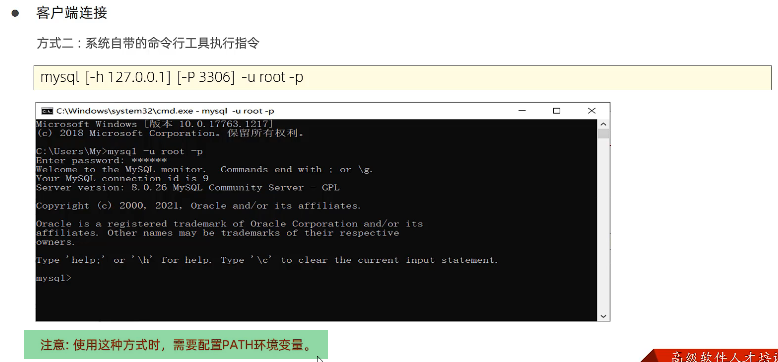 客户端连接
方式二：系统自带的命令行工具执行指令
mysql [-h 127.0.0.1] [-P 3306] -u root -p
C:\Windows\system32\cmd.exe - mysql -u root -p
Microsoft Windows [版本 10.0.17763.1217]
(c) 2018 Microsoft Corporation。保留所有权利。
C:\Users\My>mysql -u root -p
Enter password: ******
Welcome to the MySQL monitor.  Commands end with ; or \g.
Your MySQL connection id is 9
Server version: 8.0.26 MySQL Community Server - GPL
Copyright (c) 2000, 2021, Oracle and/or its affiliates.
Oracle is a registered trademark of Oracle Corporation and/or its
affiliates. Other names may be trademarks of their respective
owners.
Type 'help;' or '\h' for help. Type '\c' to clear the current input statement.
mysql>
注意: 使用这种方式时，需要配置PATH环境变量。
高级软件人才培